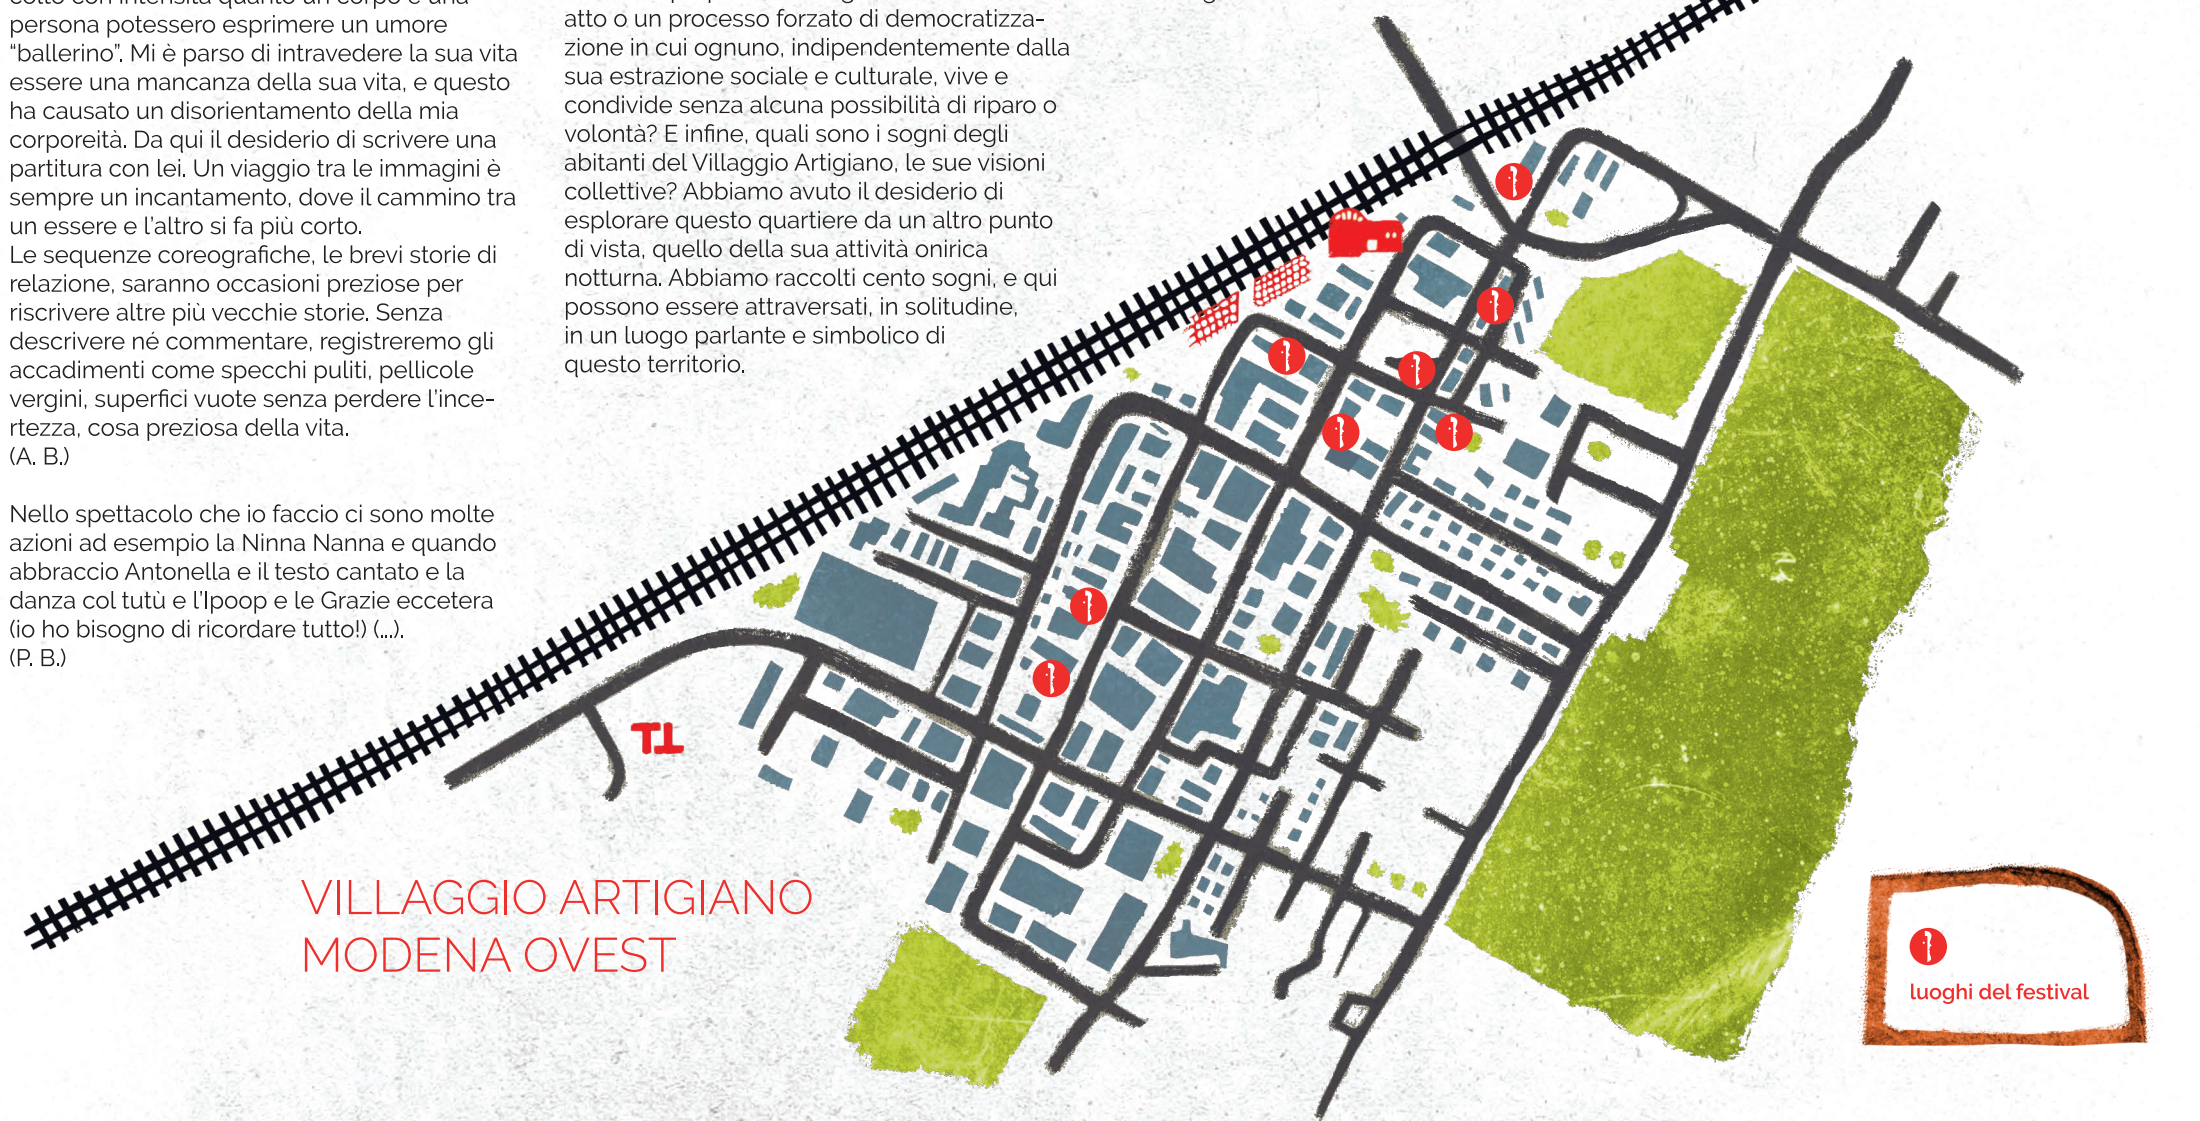 persona potessero esprimere un umore
“ballerino”. Mi è parso di intravedere la sua vita
essere una mancanza della sua vita, e questo
ha causato un disorientamento della mia
corporeità. Da qui il desiderio di scrivere una
partitura con lei. Un viaggio tra le immagini è
sempre un incantamento, dove il cammino tra
un essere e l’altro si fa più corto.
Le sequenze coreografiche, le brevi storie di
relazione, saranno occasioni preziose per
riscrivere altre più vecchie storie. Senza
descrivere né commentare, registreremo gli
accadimenti come specchi puliti, pellicole
vergini, superfici vuote senza perdere l’ince-
rtezza, cosa preziosa della vita.
(A. B.)
Nello spettacolo che io faccio ci sono molte
azioni ad esempio la Ninna Nanna e quando
abbraccio Antonella e il testo cantato e la
danza col tutù e l’Ipoop e le Grazie eccetera
(io ho bisogno di ricordare tutto!) (...).
(P. B.)
atto o un processo forzato di democratizza-
zione in cui ognuno, indipendentemente dalla
sua estrazione sociale e culturale, vive e
condivide senza alcuna possibilità di riparo o
volontà? E infine, quali sono i sogni degli
abitanti del Villaggio Artigiano, le sue visioni
collettive? Abbiamo avuto il desiderio di
esplorare questo quartiere da un altro punto
di vista, quello della sua attività onirica
notturna. Abbiamo raccolti cento sogni, e qui
possono essere attraversati, in solitudine,
in un luogo parlante e simbolico di
questo territorio.
VILLAGGIO ARTIGIANO
MODENA OVEST
luoghi del festival